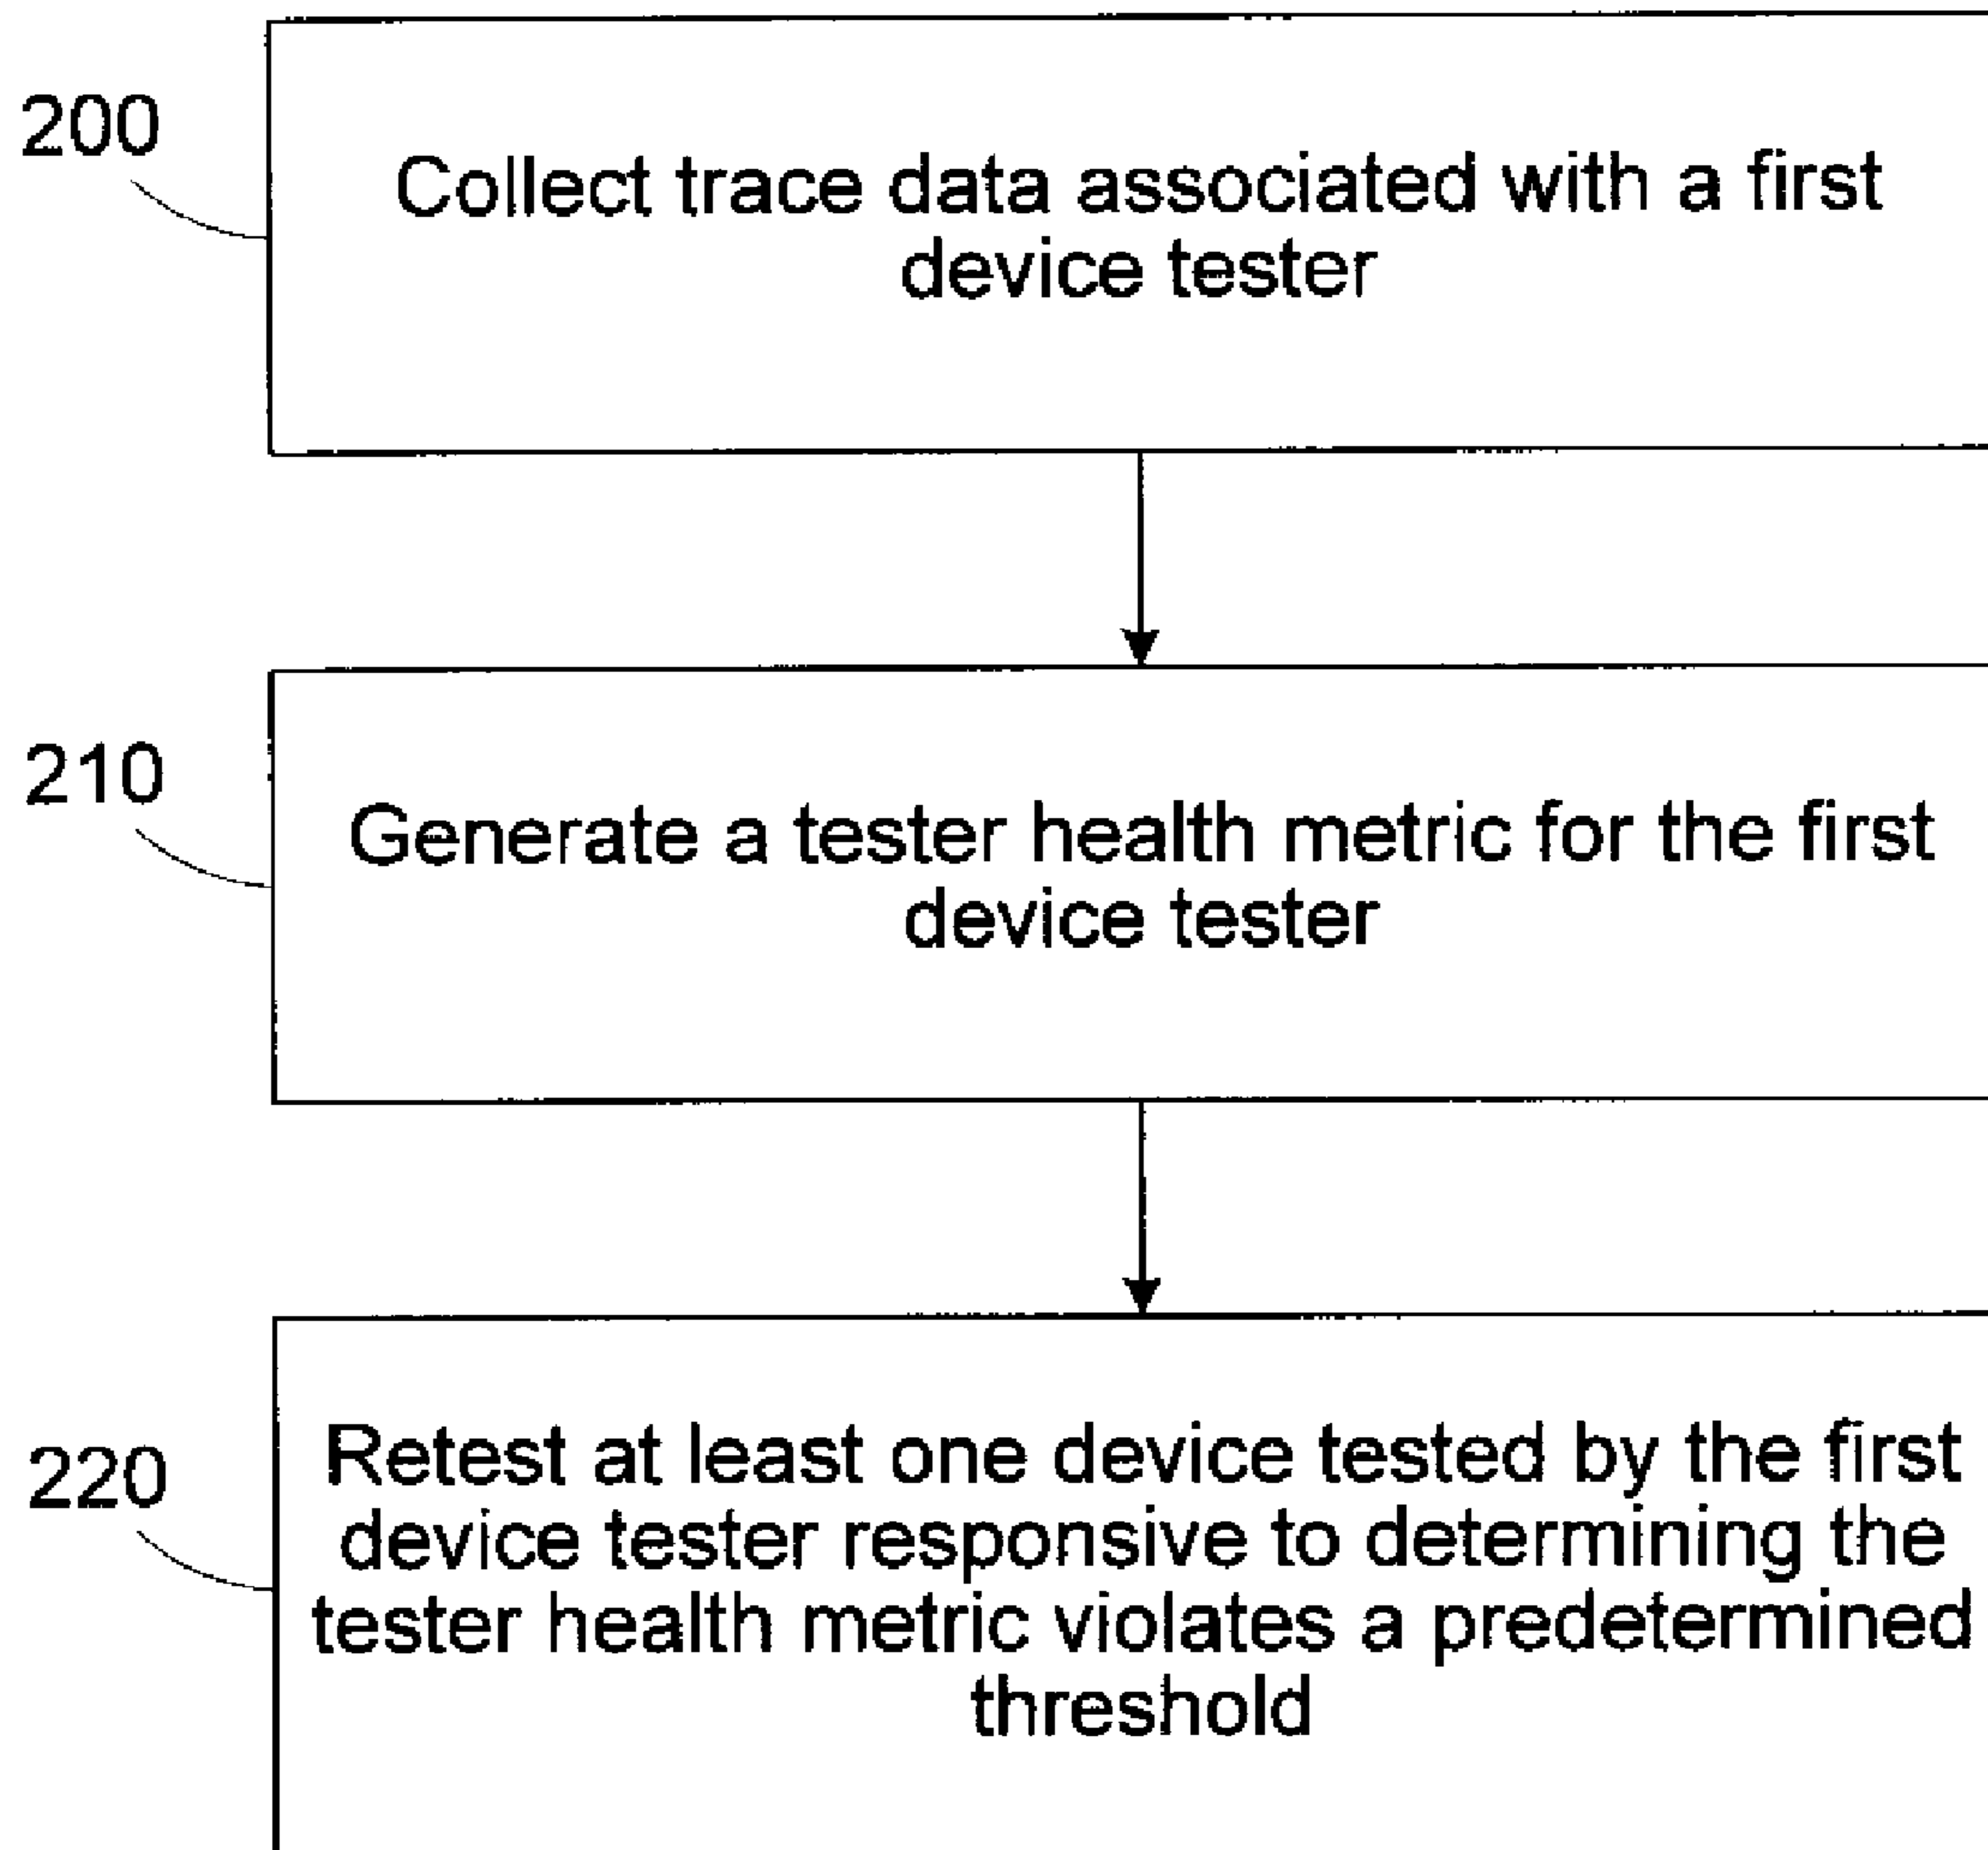 200
Collect trace data associated with a first
device tester
210
Generate a tester health metric for the first
device tester
220
Retest at least one device tested by the first
device tester responsive to determining the
tester health metric violates a predetermined
threshold